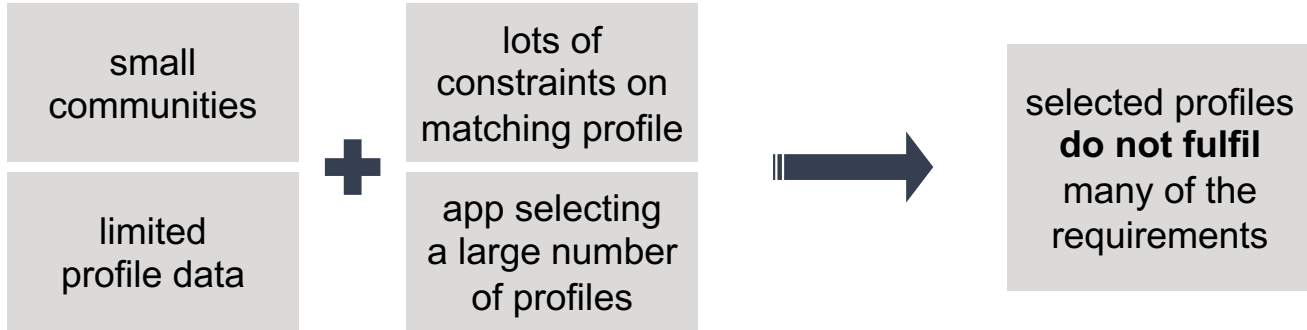 small
communities
limited
profile data
lots of
constraints on
matching profile
app selecting
a large number
of profiles
selected profiles
do not fulfil
many of the
requirements